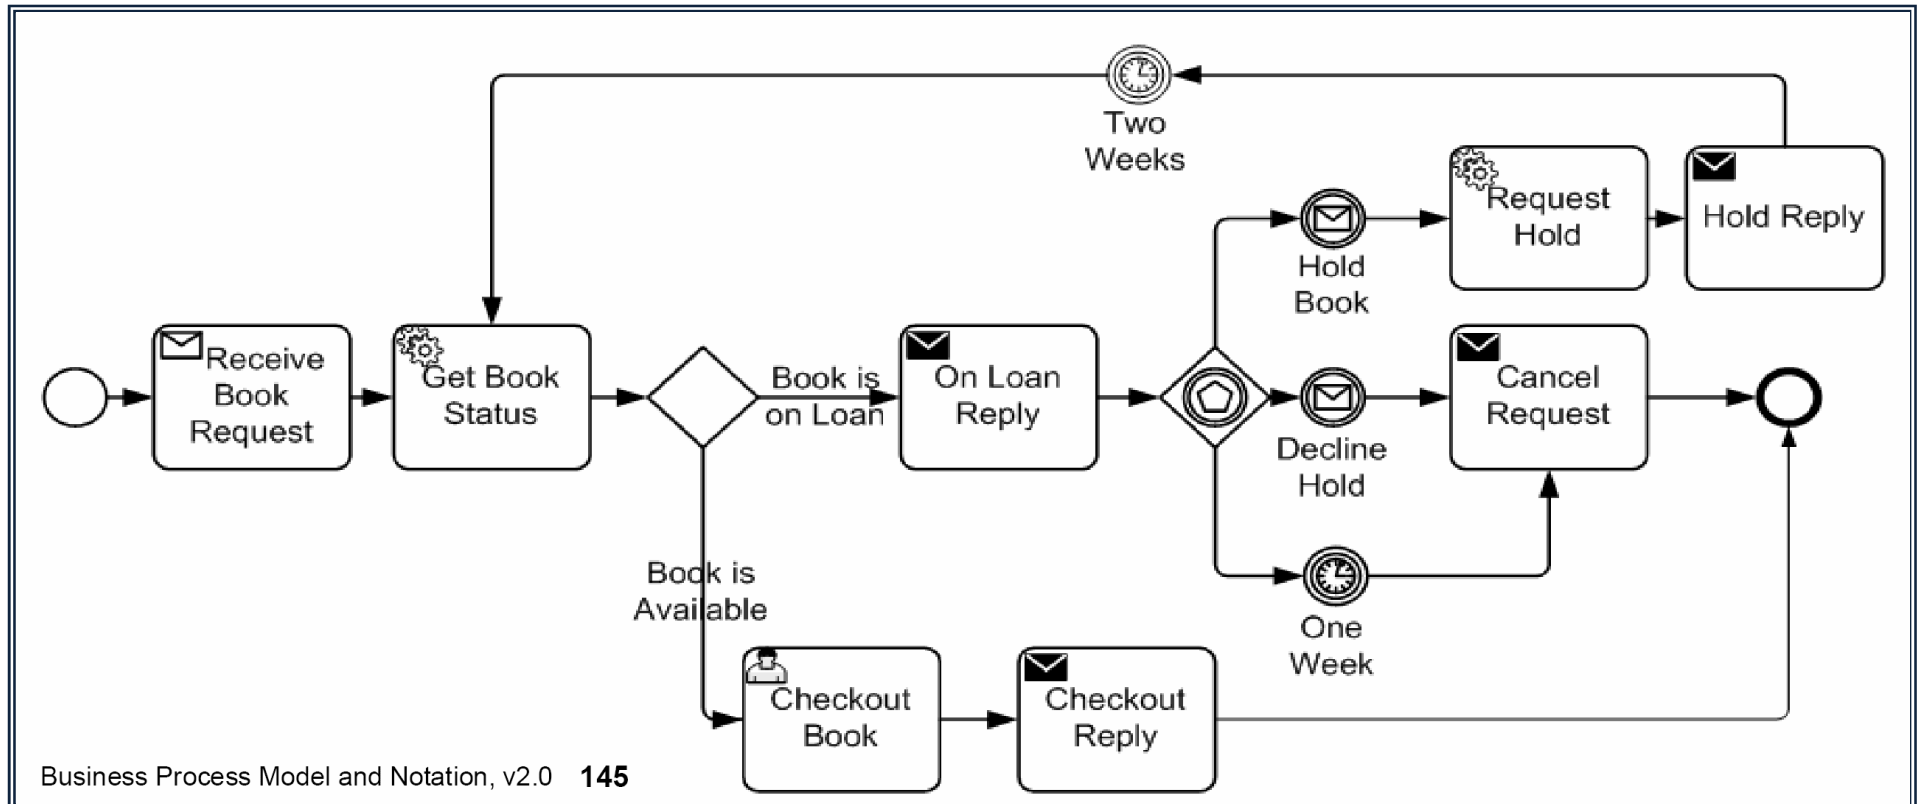 Two
Weeks
Request
Hold
Hold Reply
Hold
Book
Receive
Book
Request
Get Book
Status
Book is
on Loan
On Loan
Reply
Decline
Hold
Cancel
Request
Book is
Available
One
Week
Checkout
Book
Checkout
Reply
Business Process Model and Notation, v2.0 145